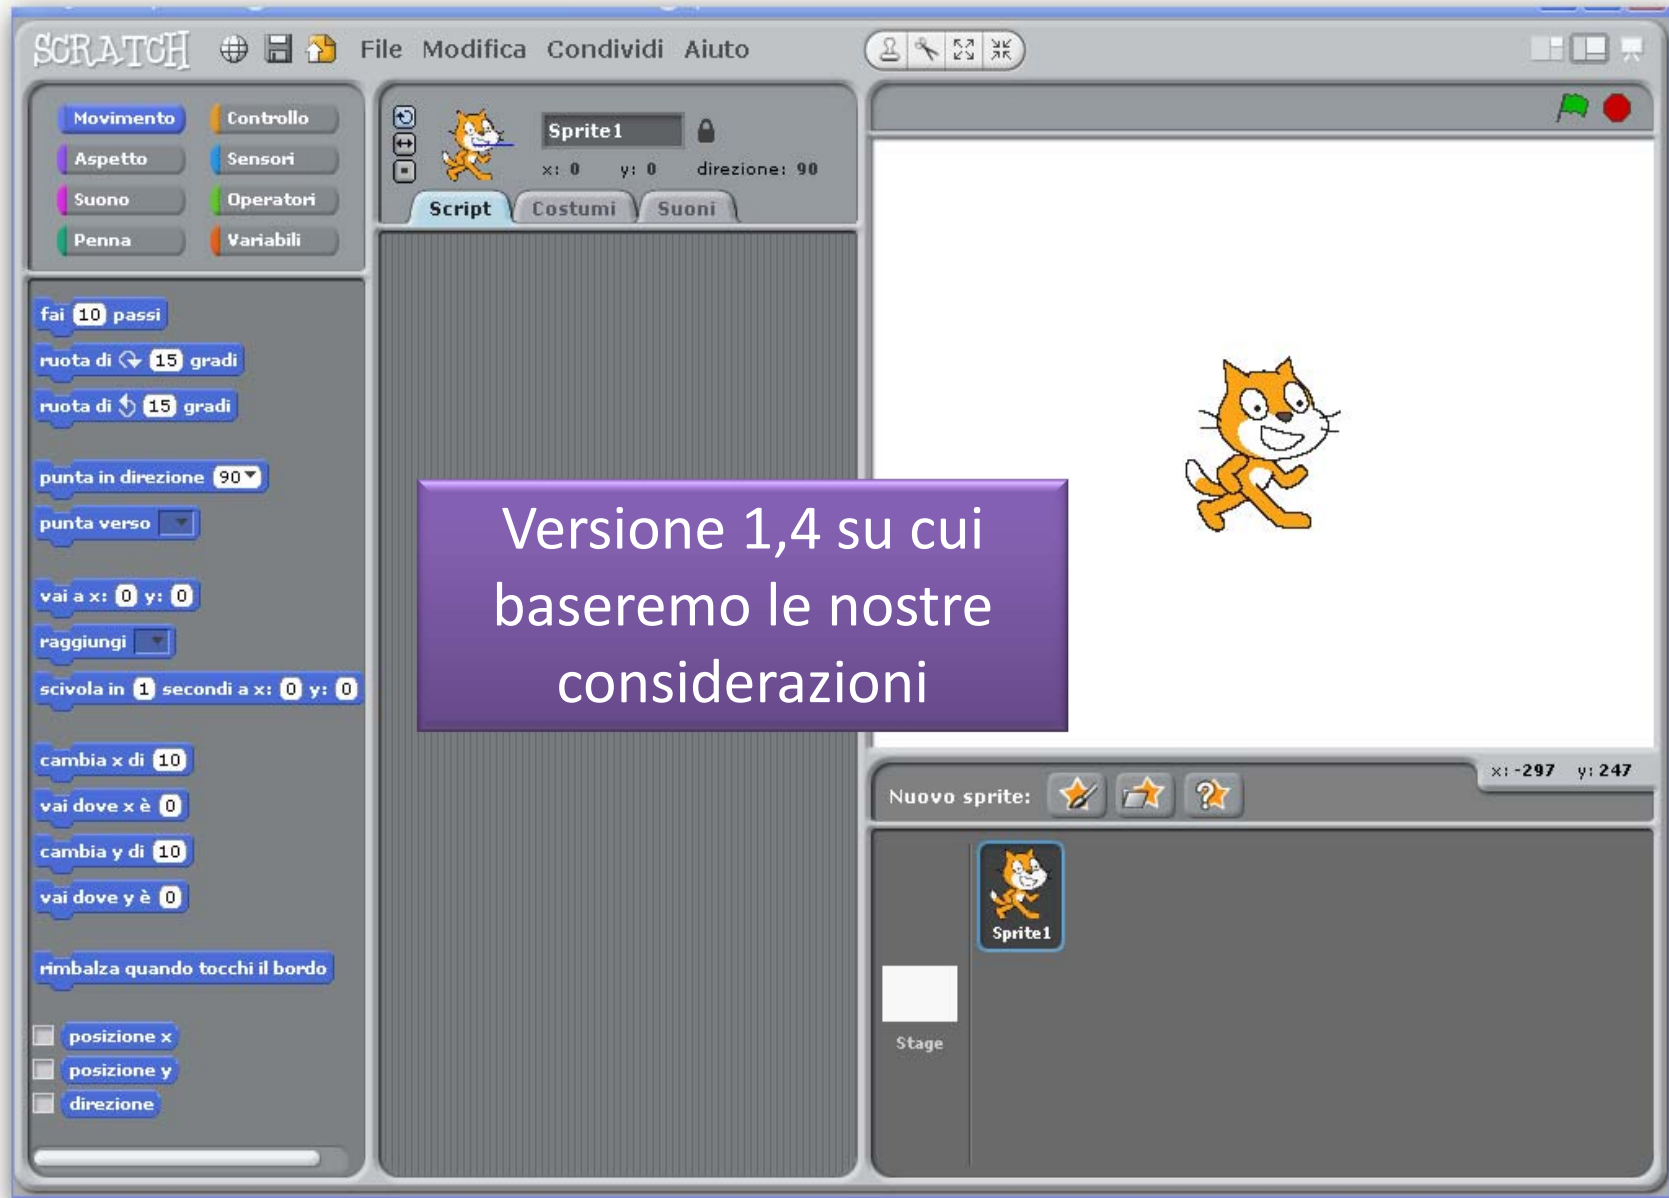 SCRATCH File Modifica Condividi Aiuto
Movimento Controllo
Aspetto Sensori
Suono Operatori
Penna Variabili
Sprite1
x: 0 y: 0 direzione: 90
Script Costumi Suoni
fai 10 passi
ruota di 15 gradi
ruota di 15 gradi
punta in direzione 90
punta verso
vai a x: 0 y: 0
raggiungi
scivola in 1 secondi a x: 0 y: 0
cambia x di 10
vai dove x è 0
cambia y di 10
vai dove y è 0
rimbalza quando tocchi il bordo
posizione x
posizione y
direzione
Versione 1,4 su cui
baseremo le nostre
considerazioni
x: -297 y: 247
Nuovo sprite:
Sprite1
Stage